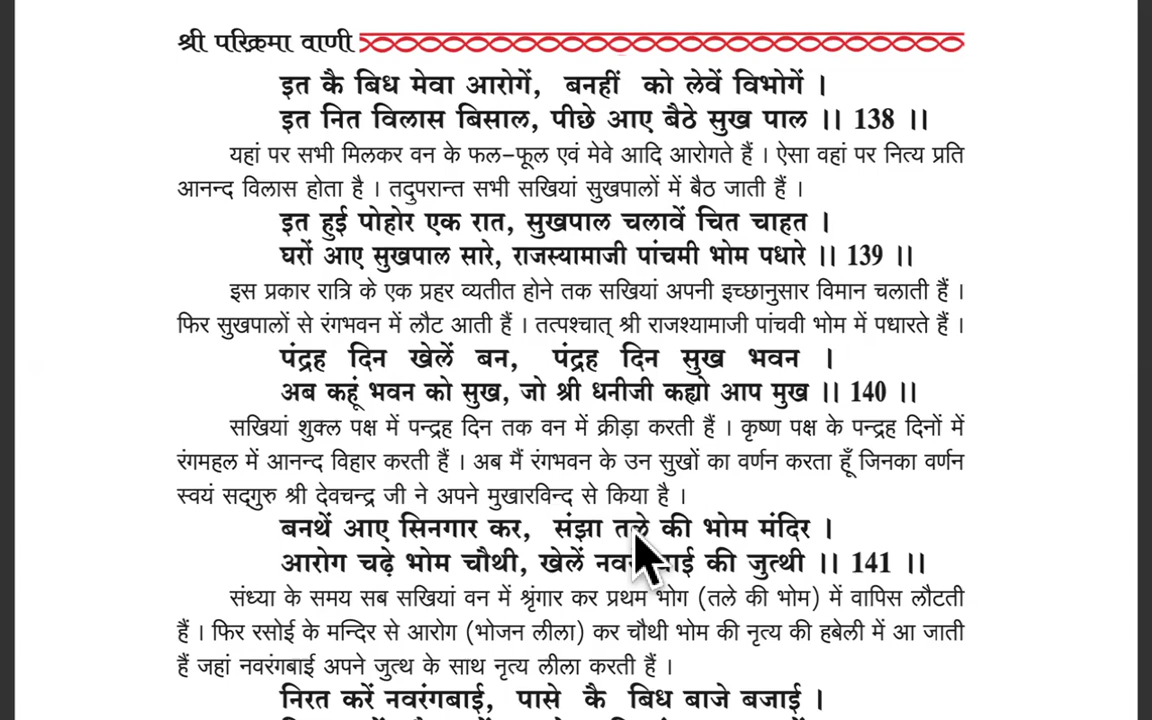 श्री परिक्रमा वाणी
इत कै बिध मेवा आरोगें, बनहीं को लेवें विभोगें ।
इत नित विलास बिसाल, पीछे आए बैठे सुख पाल ।। 138 ।।
यहां पर सभी मिलकर वन के फल-फूल एवं मेवे आदि आरोगते हैं । ऐसा वहां पर नित्य प्रति
आनन्द विलास होता है । तदुपरान्त सभी सखियां सुखपालों में बैठ जाती हैं ।
इत हुई पोहोर एक रात, सुखपाल चलावें चित चाहत ।
घरों आए सुखपाल सारे, राजस्यामाजी पांचमी भोम पधारे ।। 139 ।।
इस प्रकार रात्रि के एक प्रहर व्यतीत होने तक सखियां अपनी इच्छानुसार विमान चलाती हैं ।
फिर सुखपालों से रंगभवन में लौट आती हैं । तत्पश्चात् श्री राजश्यामाजी पांचवी भोम में पधारते हैं ।
पंद्रह दिन खेलें बन, पंद्रह दिन सुख भवन ।
अब कहूं भवन को सुख, जो श्री धनीजी कह्यो आप मुख ।। 140 ।।
सखियां शुक्ल पक्ष में पन्द्रह दिन तक वन में क्रीड़ा करती हैं । कृष्ण पक्ष के पन्द्रह दिनों में
रंगमहल में आनन्द विहार करती हैं । अब मैं रंगभवन के उन सुखों का वर्णन करता हूँ जिनका वर्णन
स्वयं सद्गुरु श्री देवचन्द्र जी ने अपने मुखारविन्द से किया है ।
बनथें आए सिनगार कर, संझा तले की भोम मंदिर ।
आरोग चढ़े भोम चौथी, खेलें की जुत्थी ।। 141 ।।
संध्या के समय सब सखियां वन में श्रृंगार कर प्रथम भोग (तले की भोम) में वापिस लौटती
हैं । फिर रसोई के मन्दिर से आरोग (भोजन लीला) कर चौथी भोम की नृत्य की हबेली में आ जाती
हैं जहां नवरंगबाई अपने जुत्थ के साथ नृत्य लीला करती हैं ।
निरत करें नवरंगबाई, पासे कै बिध बाजे बजाई ।